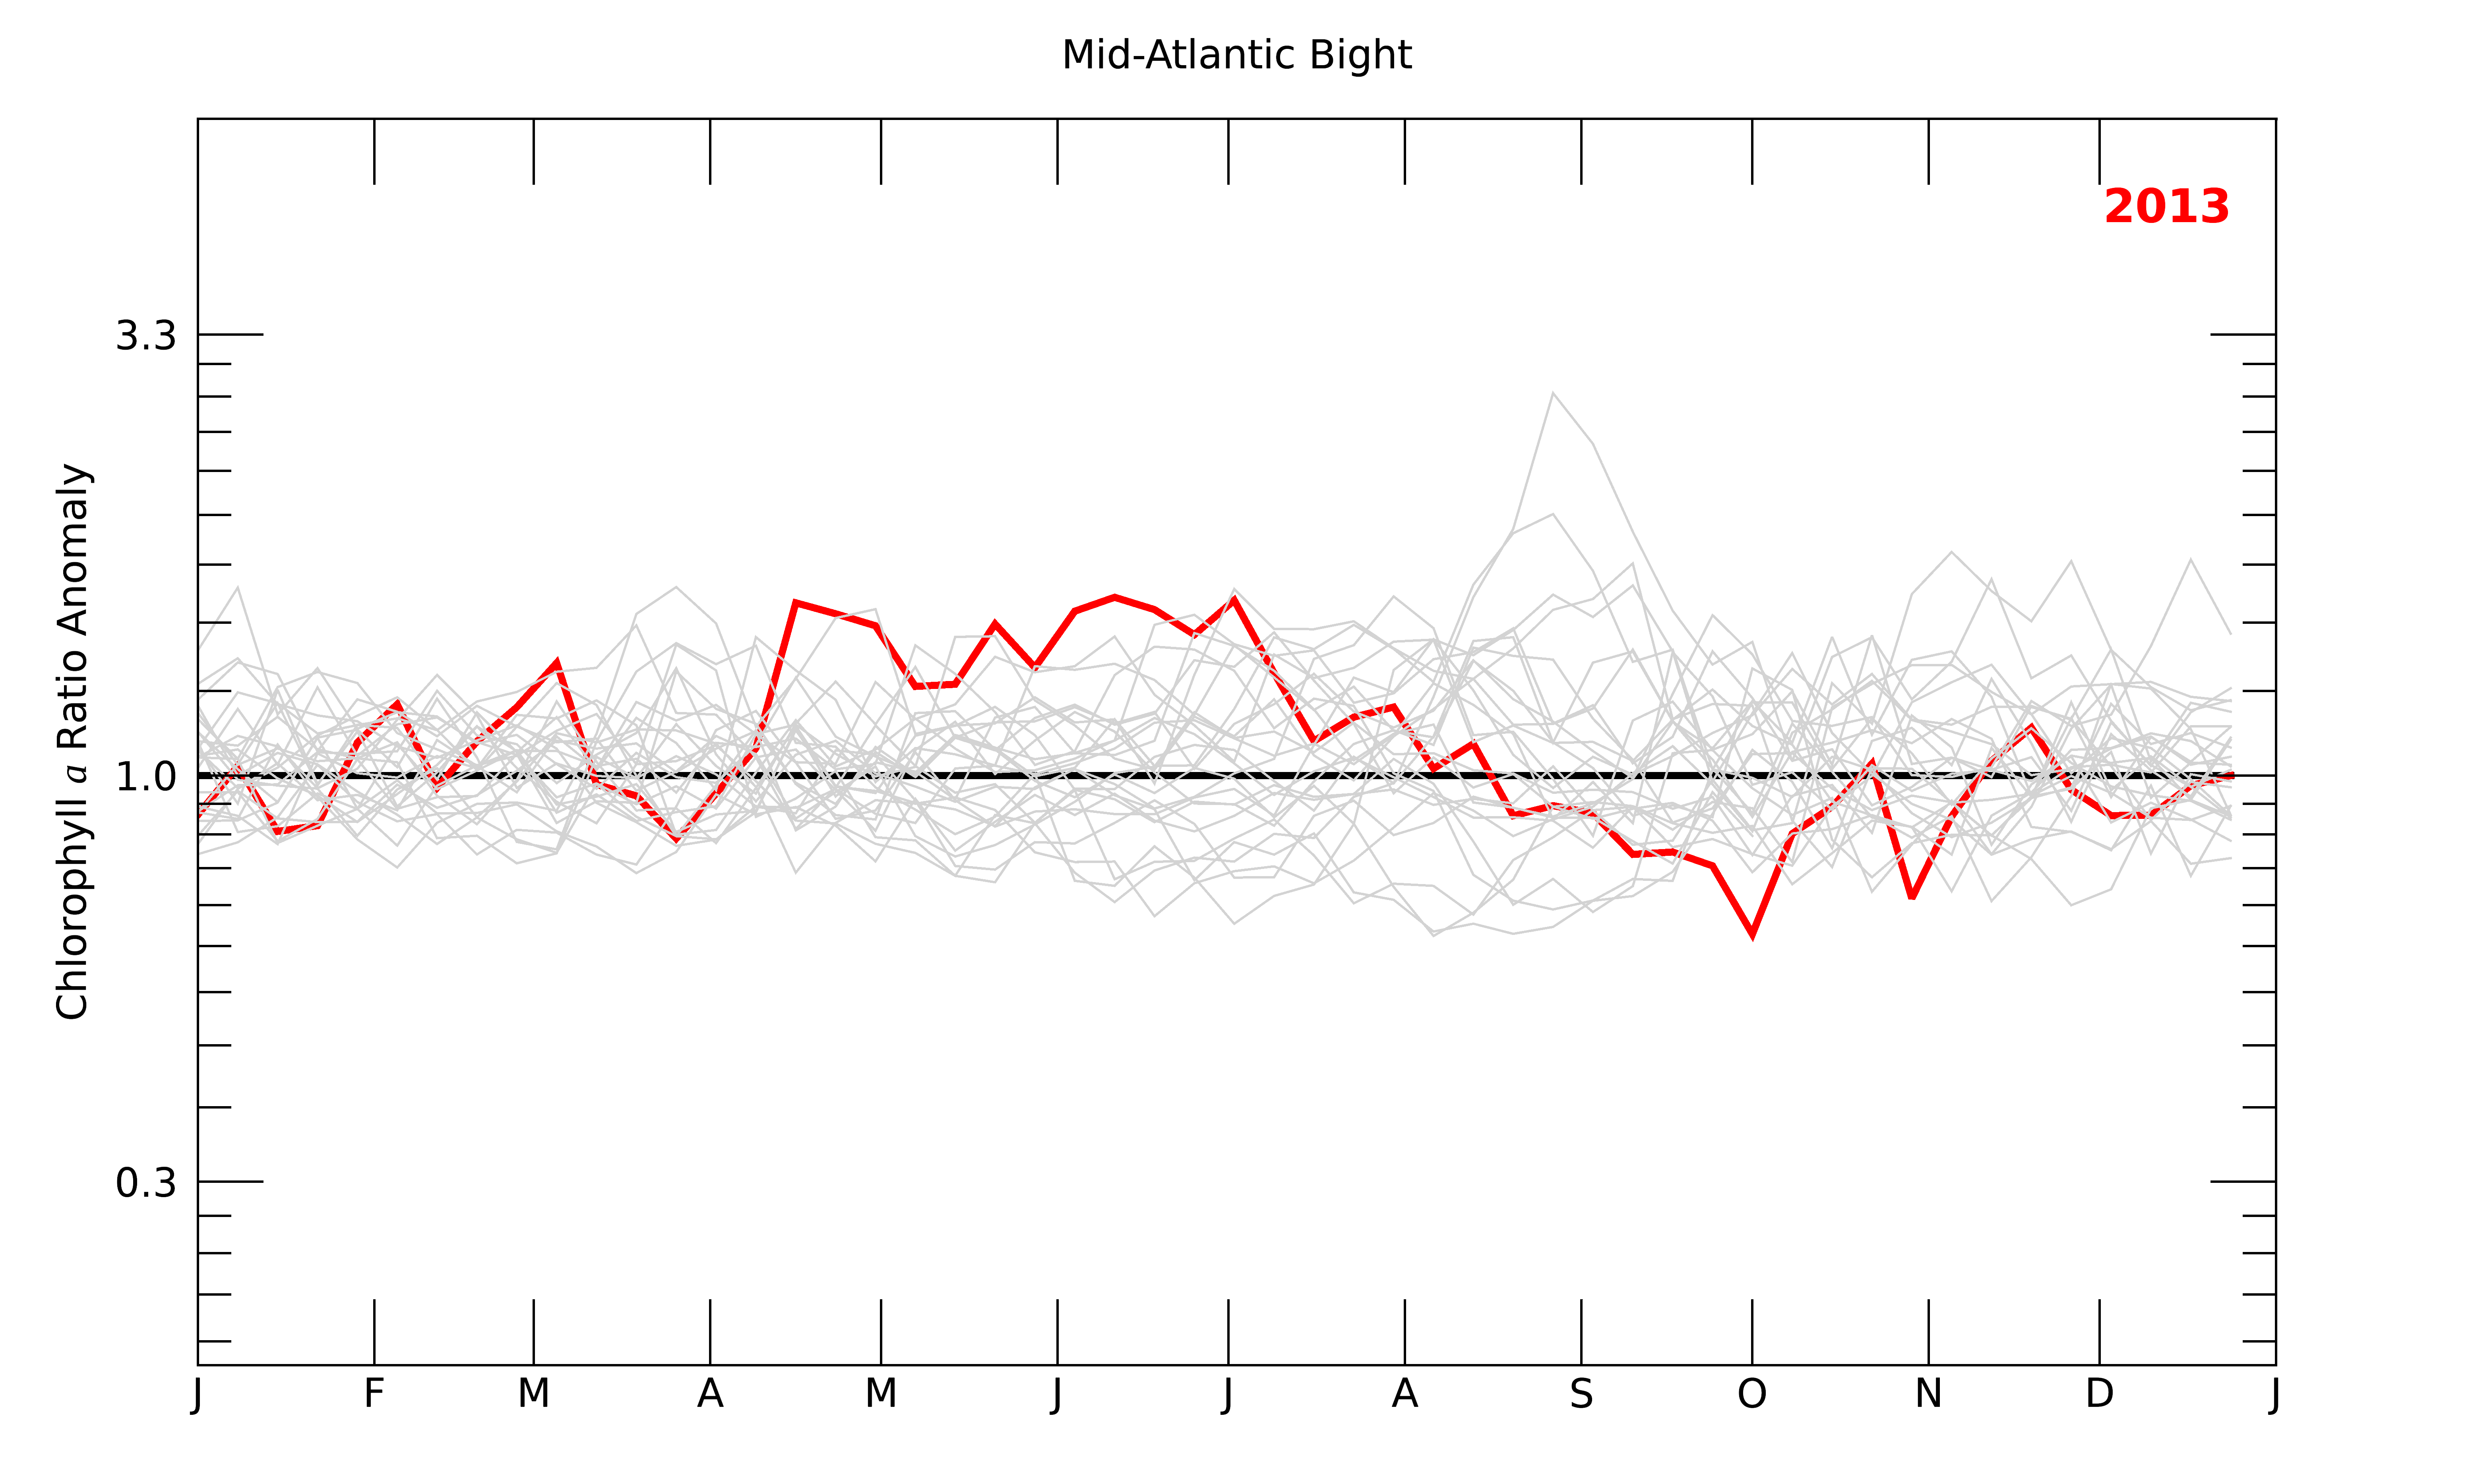 Mid-Atlantic Bight
2013
Chlorophyll a Ratio Anomaly
3.3
1.0
0.3
J F M A M J J A S O N D J